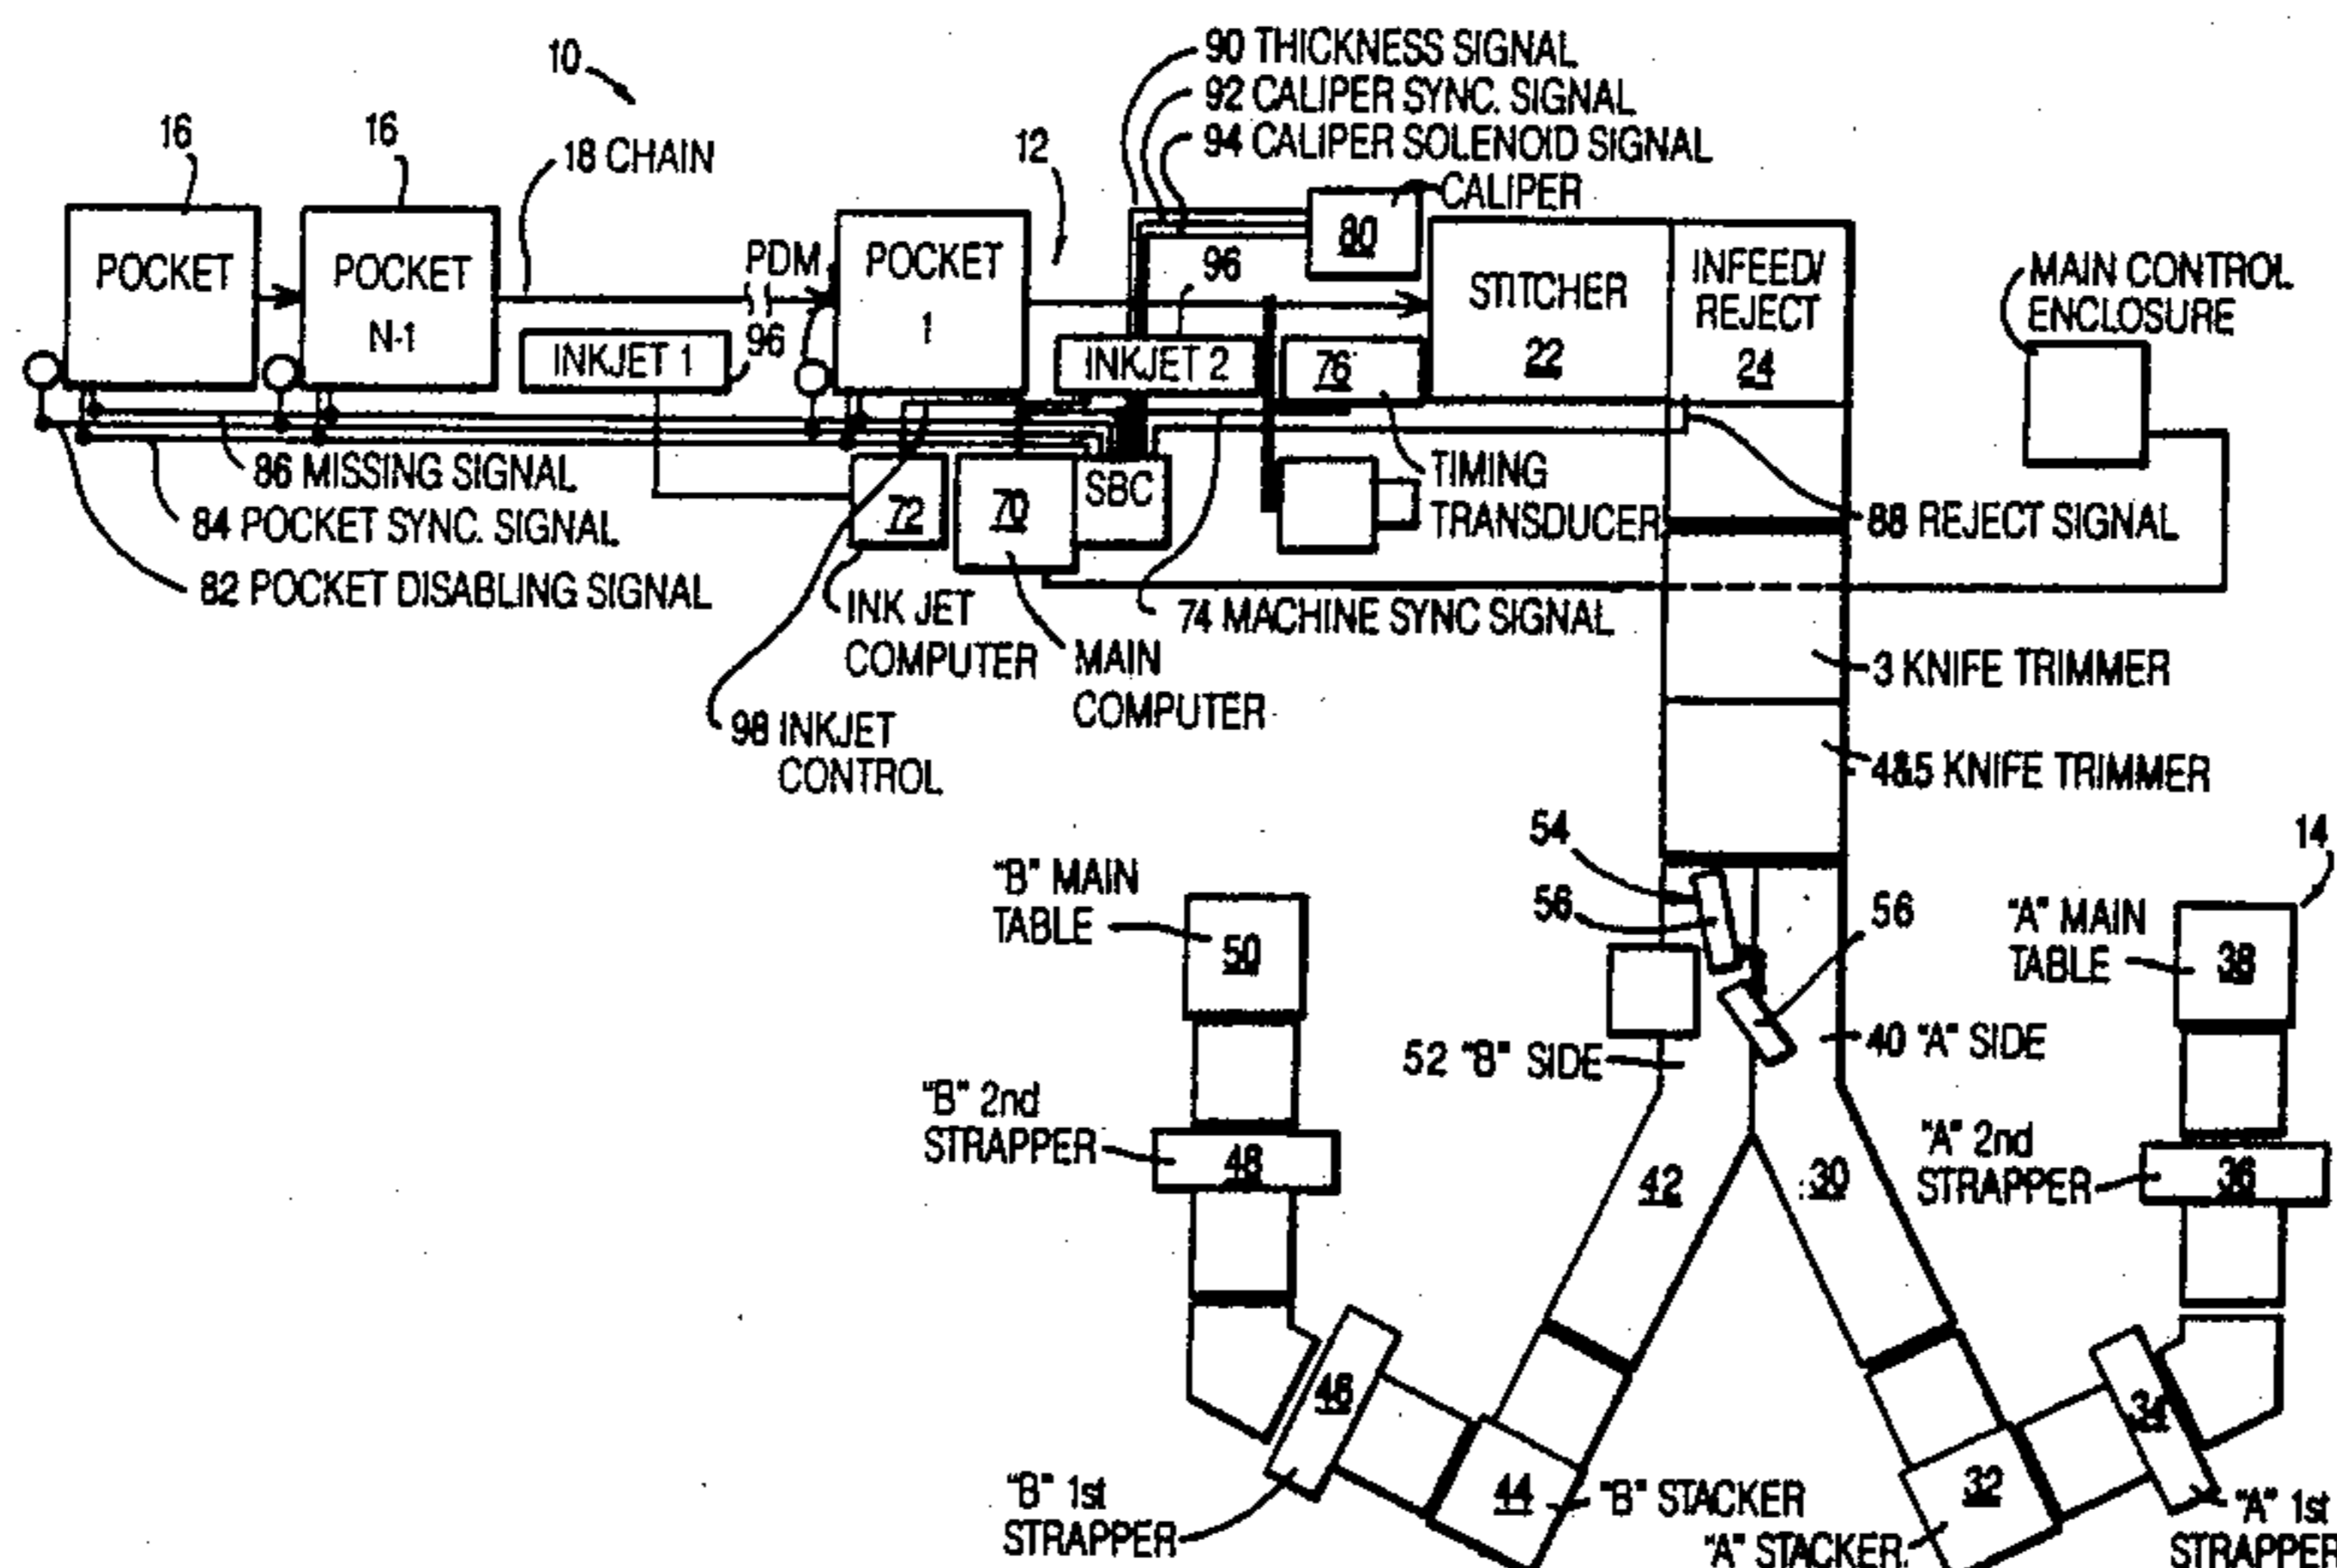 10
16
16
18 CHAIN
12
90 THICKNESS SIGNAL
92 CALIPER SYNC. SIGNAL
94 CALIPER SOLENOID SIGNAL
CALIPER
80
POCKET
POCKET
N-1
PDM
POCKET
1
96
96
INKJET 1
INKJET 2
76
STITCHER
22
INFEED/
REJECT
24
MAIN CONTROL
ENCLOSURE
86 MISSING SIGNAL
84 POCKET SYNC. SIGNAL
82 POCKET DISABLING SIGNAL
72
70
SBC
TIMING
TRANSDUCER
88 REJECT SIGNAL
INK JET
COMPUTER
MAIN
COMPUTER
74 MACHINE SYNC SIGNAL
98 INKJET
CONTROL
3 KNIFE TRIMMER
4&5 KNIFE TRIMMER
54
56
56
14
"B" MAIN
TABLE
50
"A" MAIN
TABLE
38
52 "B" SIDE
40 "A" SIDE
"B" 2nd
STRAPPER
48
42
30
"A" 2nd
STRAPPER
36
46
34
"B" 1st
STRAPPER
44
"B" STACKER
32
"A" STACKER
"A" 1st
STRAPPER